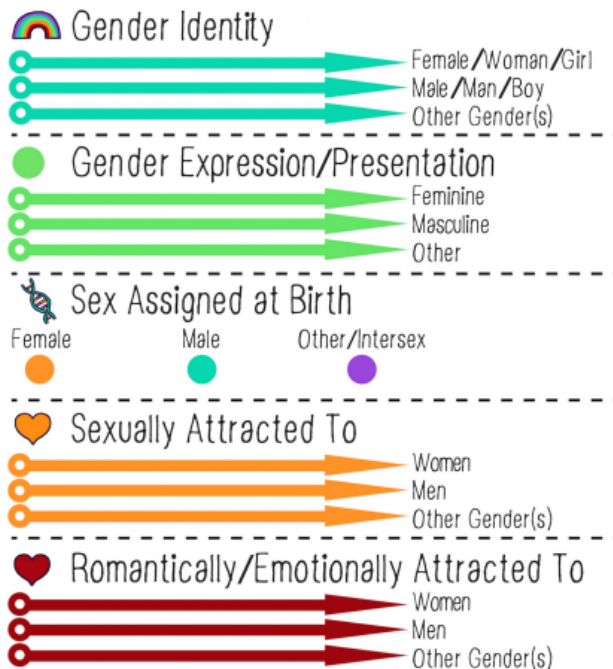 Gender Identity
Female/Woman/Girl
Male/Man/Boy
Other Gender(s)
Gender Expression/Presentation
Feminine
Masculine
Other
Sex Assigned at Birth
Female Male Other/Intersex
Sexually Attracted To
Women
Men
Other Gender(s)
Romantically/Emotionally Attracted To
Women
Men
Other Gender(s)